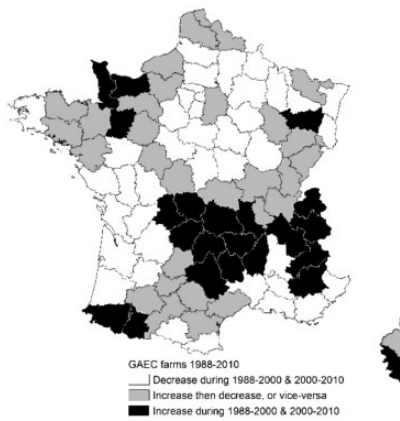 GAEC farms 1988-2010
Decrease during 1988-2000 & 2000-2010
Increase then decrease, or vice-versa
Increase during 1988-2000 & 2000-2010